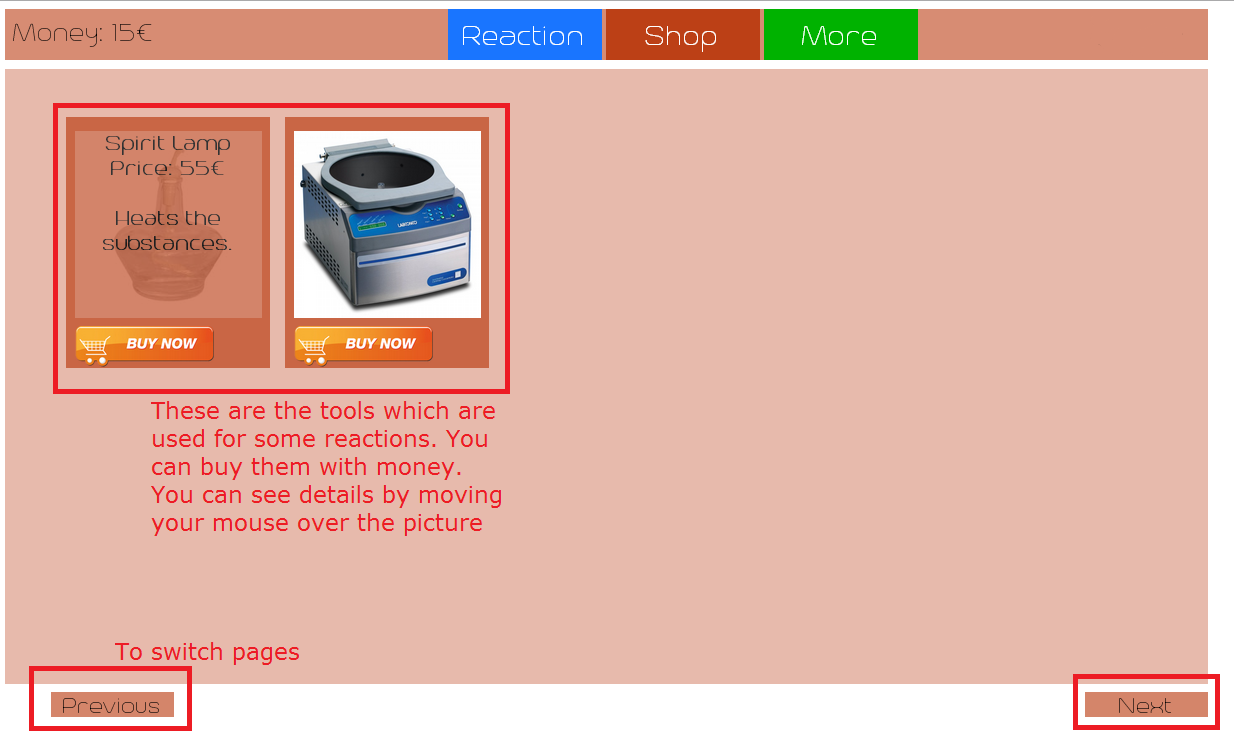 Money: 15€
Reaction
Shop
More
Spirit Lamp
Price: 55€
Heats the
substances.
LABCONCO
BUY NOW
BUY NOW
These are the tools which are
used for some reactions. You
can buy them with money.
You can see details by moving
your mouse over the picture
To switch pages
Previous
Next